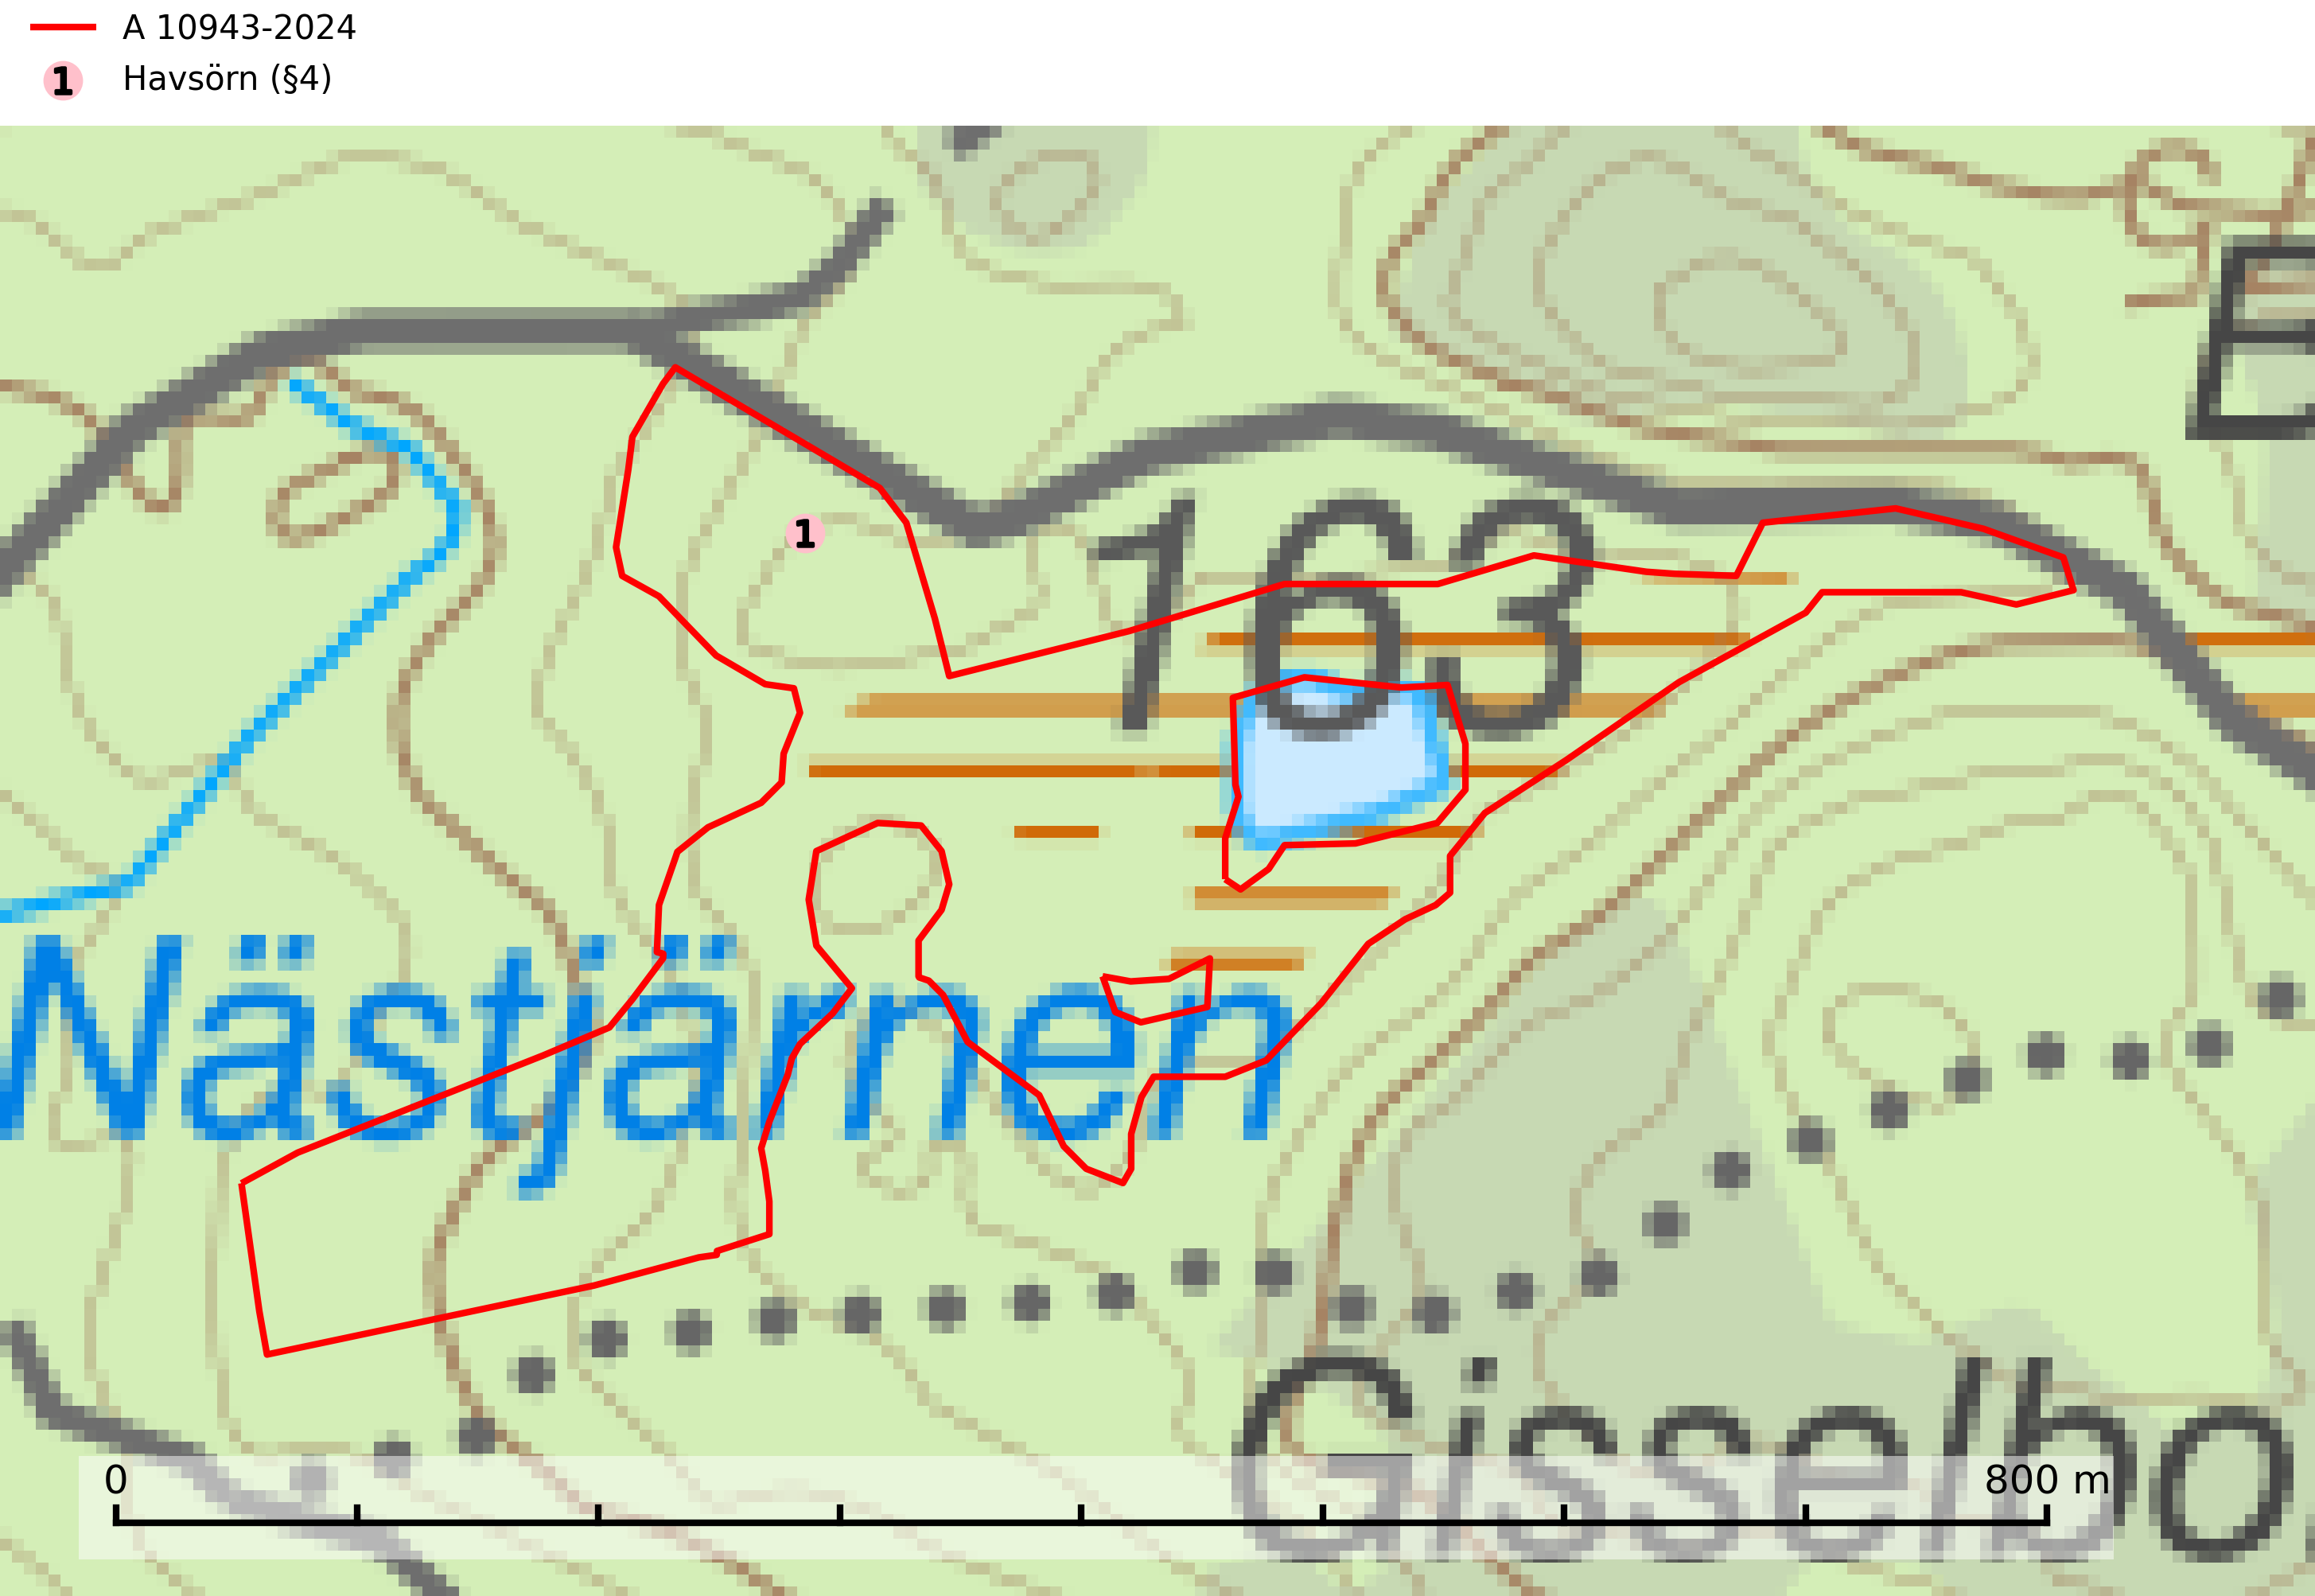 A 10943-2024
1 Havsörn (§4)
E
1
163
Nästjärnen
Gisselbo
0 800 m